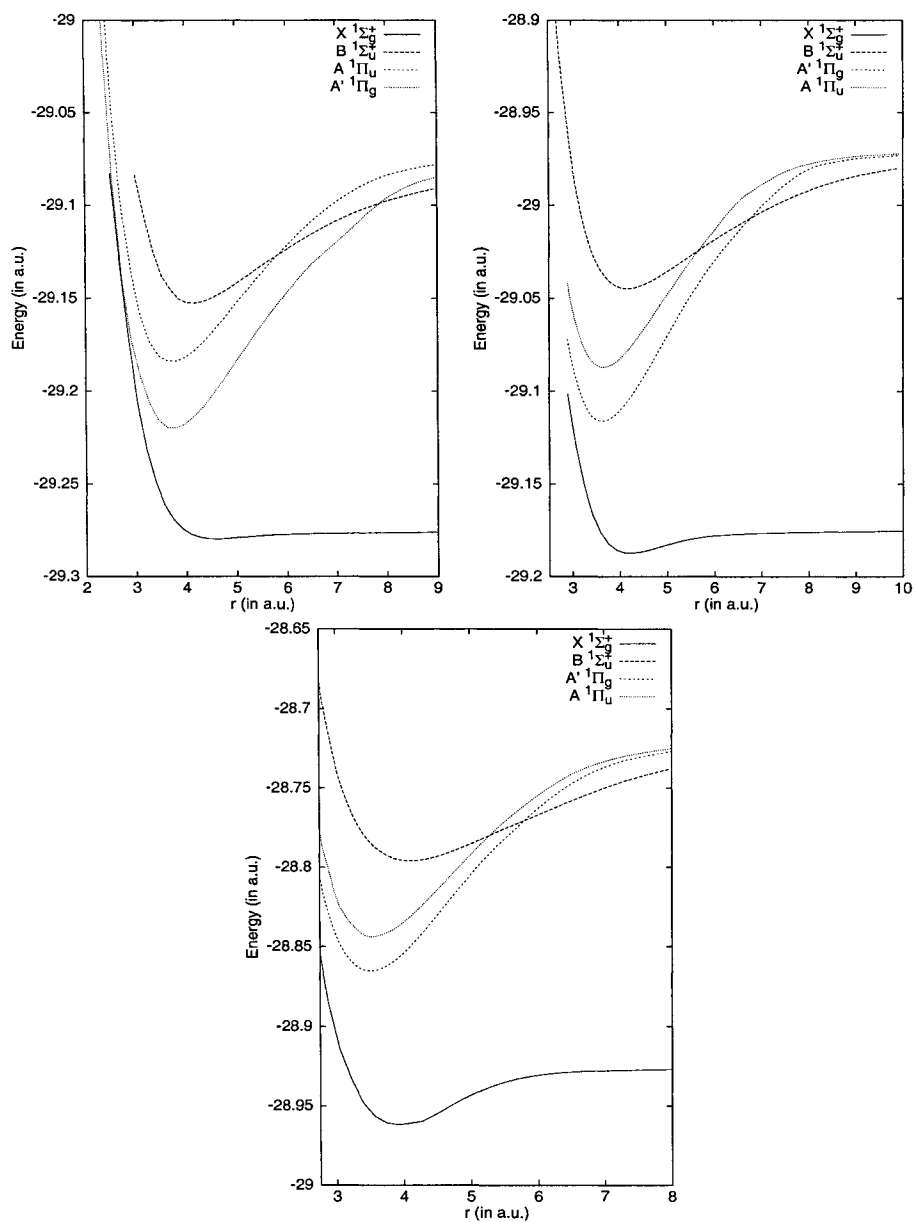 X ¹Σg⁺
B ¹Σu⁺
A ¹Πu
A' ¹Πg
-29
-29.05
-29.1
-29.15
-29.2
-29.25
-29.3
Energy (in a.u.)
2 3 4 5 6 7 8 9
r (in a.u.)
X ¹Σg⁺
B ¹Σu⁺
A' ¹Πg
A ¹Πu
-28.9
-28.95
-29
-29.05
-29.1
-29.15
-29.2
Energy (in a.u.)
3 4 5 6 7 8 9 10
r (in a.u.)
X ¹Σg⁺
B ¹Σu⁺
A' ¹Πg
A ¹Πu
-28.65
-28.7
-28.75
-28.8
-28.85
-28.9
-28.95
-29
Energy (in a.u.)
3 4 5 6 7 8
r (in a.u.)